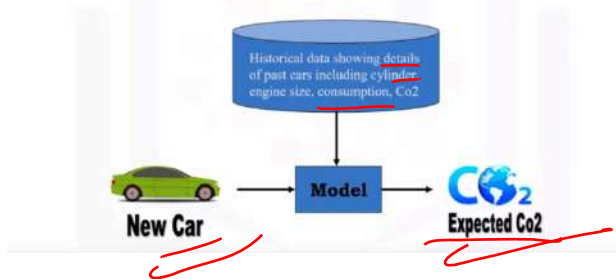 Historical data showing details
of past cars including cylinder,
engine size, consumption, Co2
Model
CO2
New Car
Expected Co2